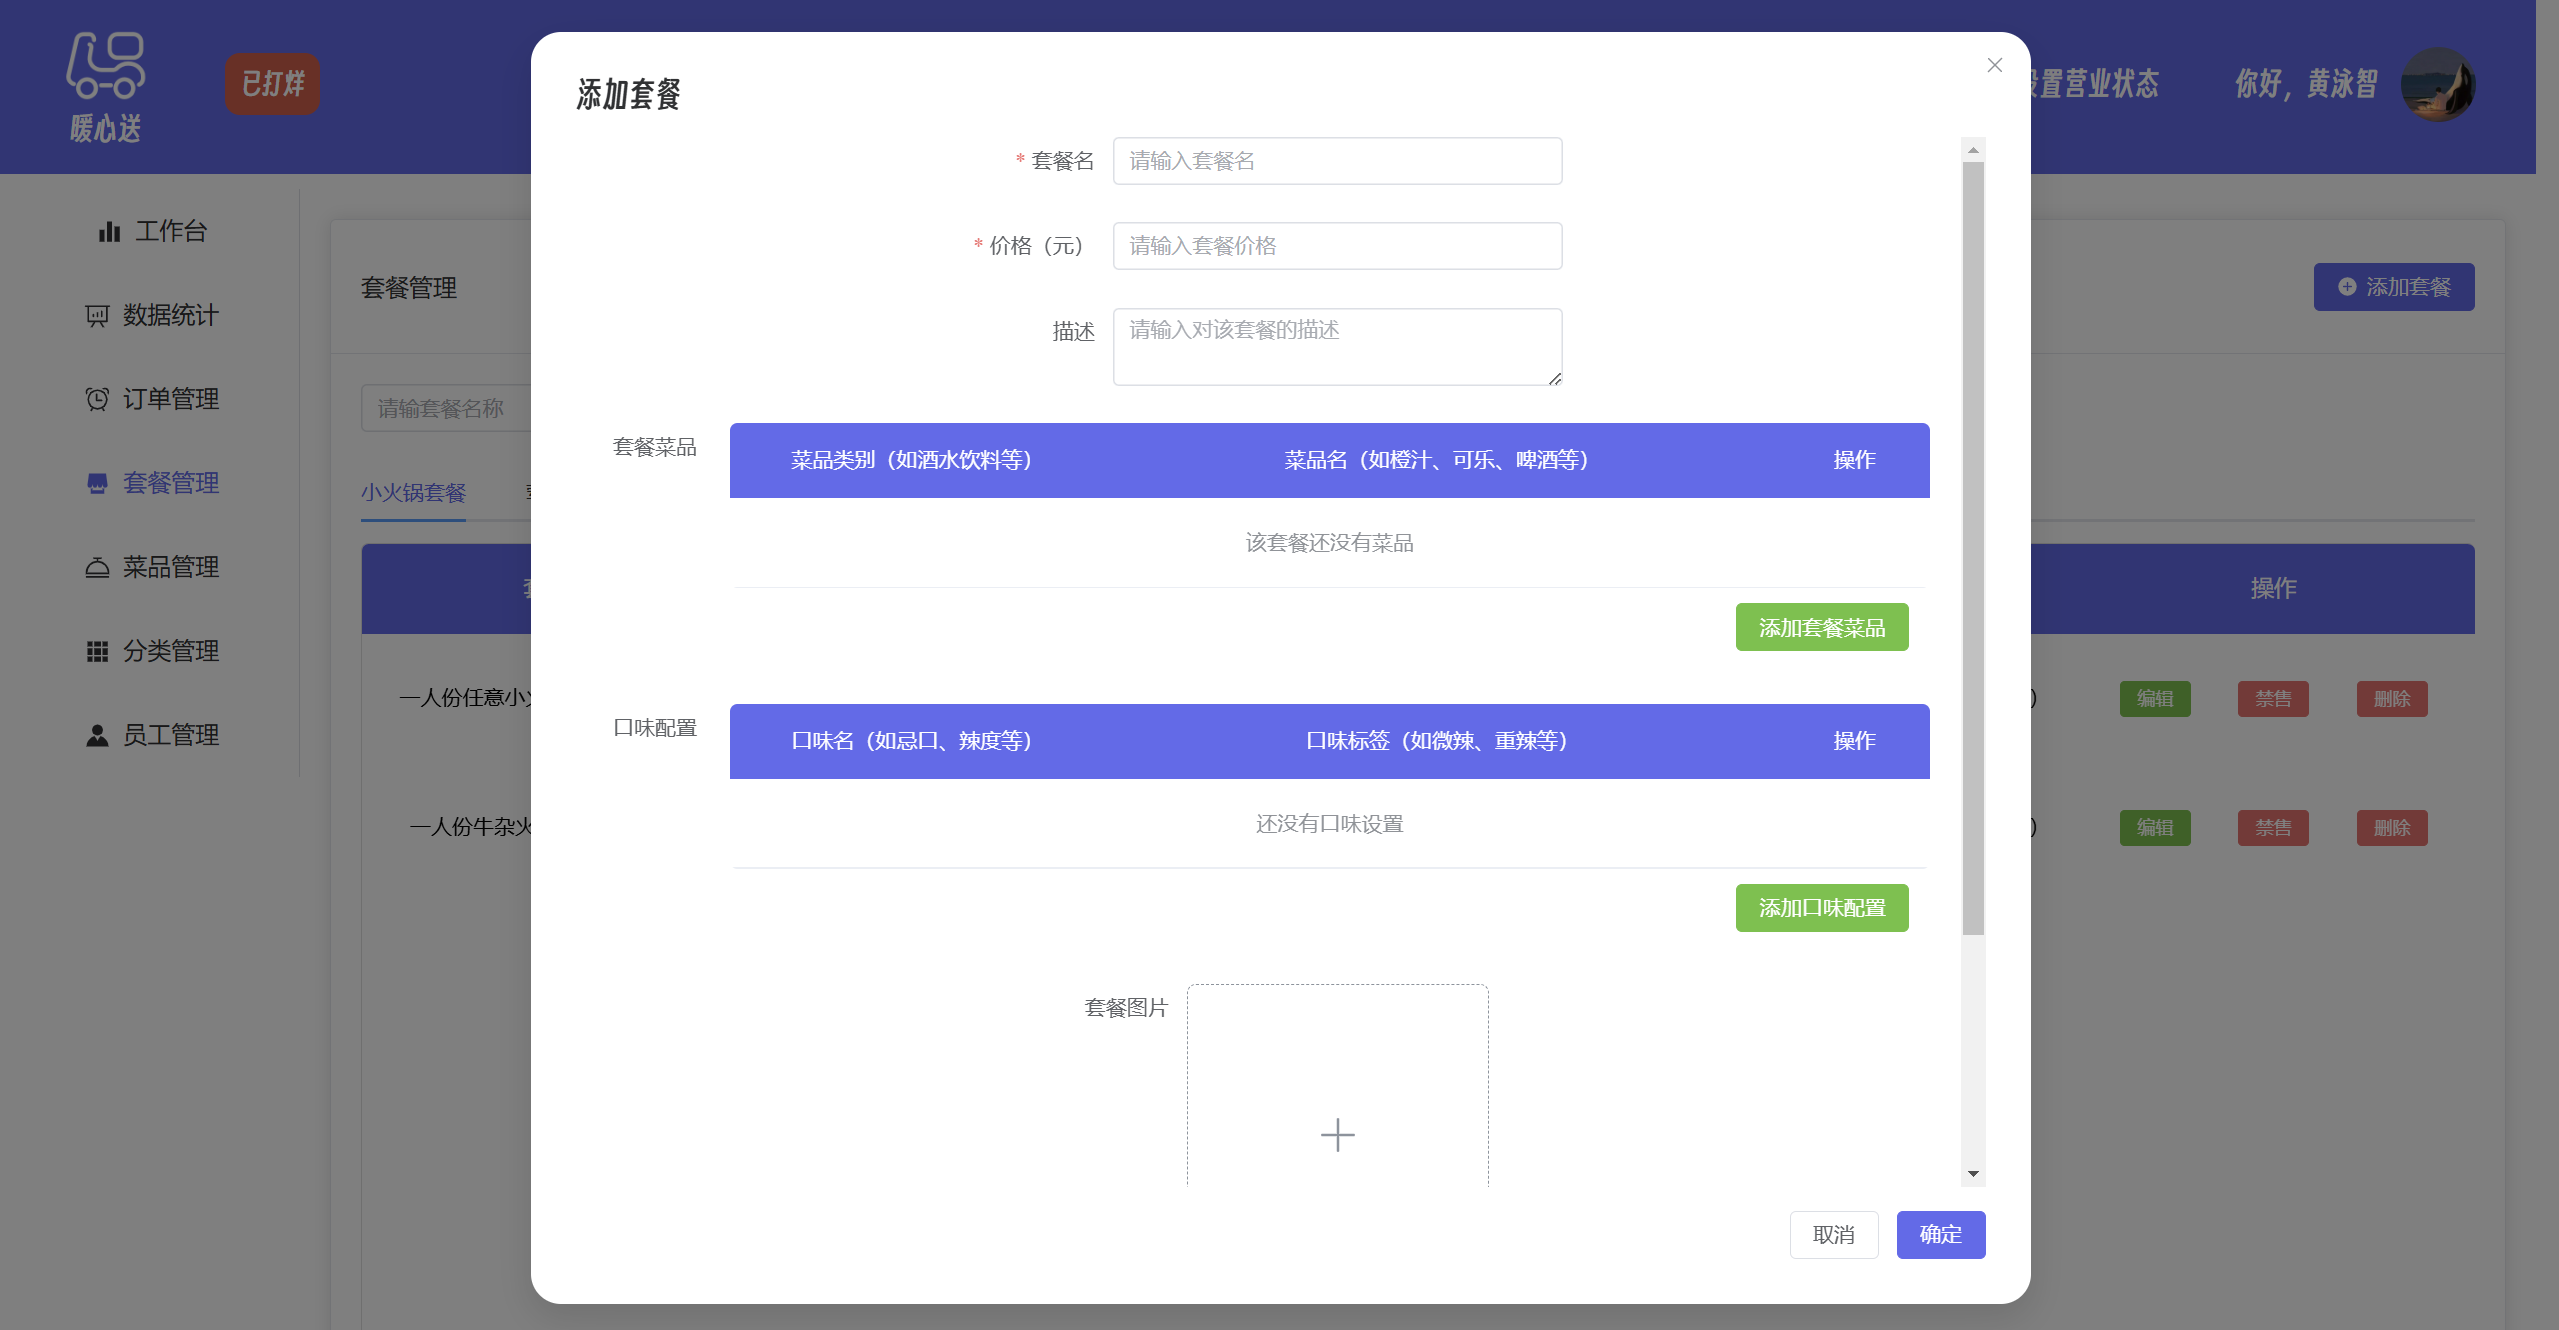 暖心送
已打烊
设置营业状态
你好，黄泳智
工作台
数据统计
订单管理
套餐管理
菜品管理
分类管理
员工管理
套餐管理
添加套餐
请输套餐名称
小火锅套餐
操作
一人份任意小火
编辑
禁售
删除
一人份牛杂火
编辑
禁售
删除
添加套餐
* 套餐名
请输入套餐名
* 价格（元）
请输入套餐价格
描述
请输入对该套餐的描述
套餐菜品
菜品类别（如酒水饮料等）
菜品名（如橙汁、可乐、啤酒等）
操作
该套餐还没有菜品
添加套餐菜品
口味配置
口味名（如忌口、辣度等）
口味标签（如微辣、重辣等）
操作
还没有口味设置
添加口味配置
套餐图片
取消
确定